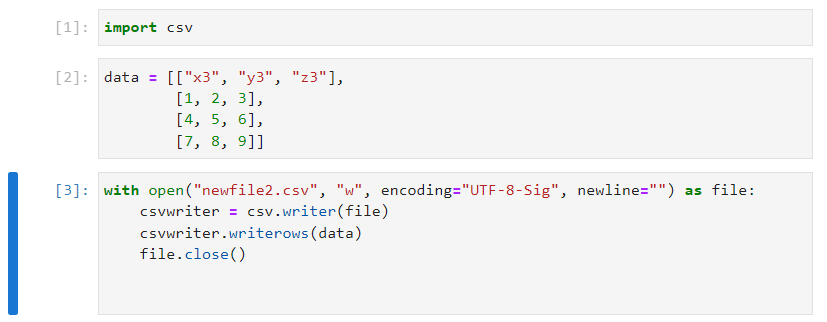 [1]: import csv
[2]: data = [["x3", "y3", "z3"],
[1, 2, 3],
[4, 5, 6],
[7, 8, 9]]
[3]: with open("newfile2.csv", "w", encoding="UTF-8-Sig", newline="") as file:
csvwriter = csv.writer(file)
csvwriter.writerows(data)
file.close()